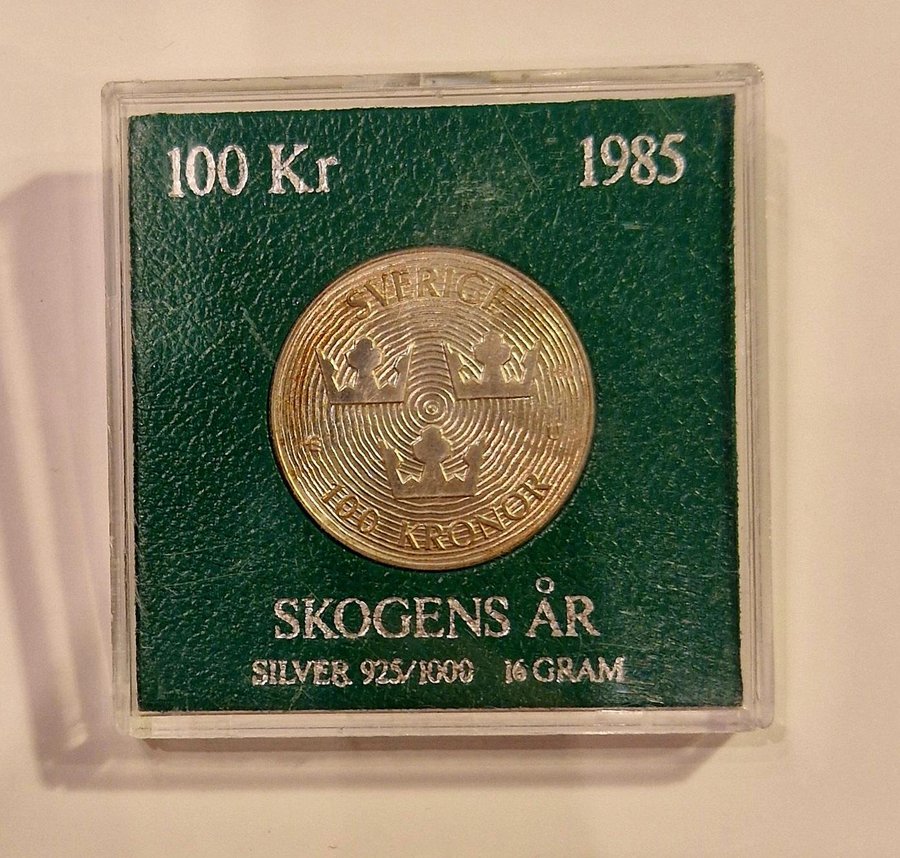 100 Kr
1985
SVERIGE
100 KRONOR
SKOGENS ÅR
SILVER 925/1000 16 GRAM